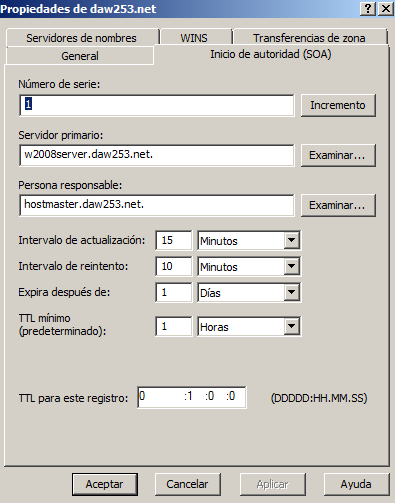 Propiedades de daw253.net
Servidores de nombres WINS Transferencias de zona
General Inicio de autoridad (SOA)
Número de serie:
1 Incremento
Servidor primario:
w2008server.daw253.net. Examinar...
Persona responsable:
hostmaster.daw253.net. Examinar...
Intervalo de actualización: 15 Minutos
Intervalo de reintento: 10 Minutos
Expira después de: 1 Días
TTL mínimo
(predeterminado): 1 Horas
TTL para este registro: 0 :1 :0 :0 (DDDDD:HH.MM.SS)
Aceptar Cancelar Aplicar Ayuda